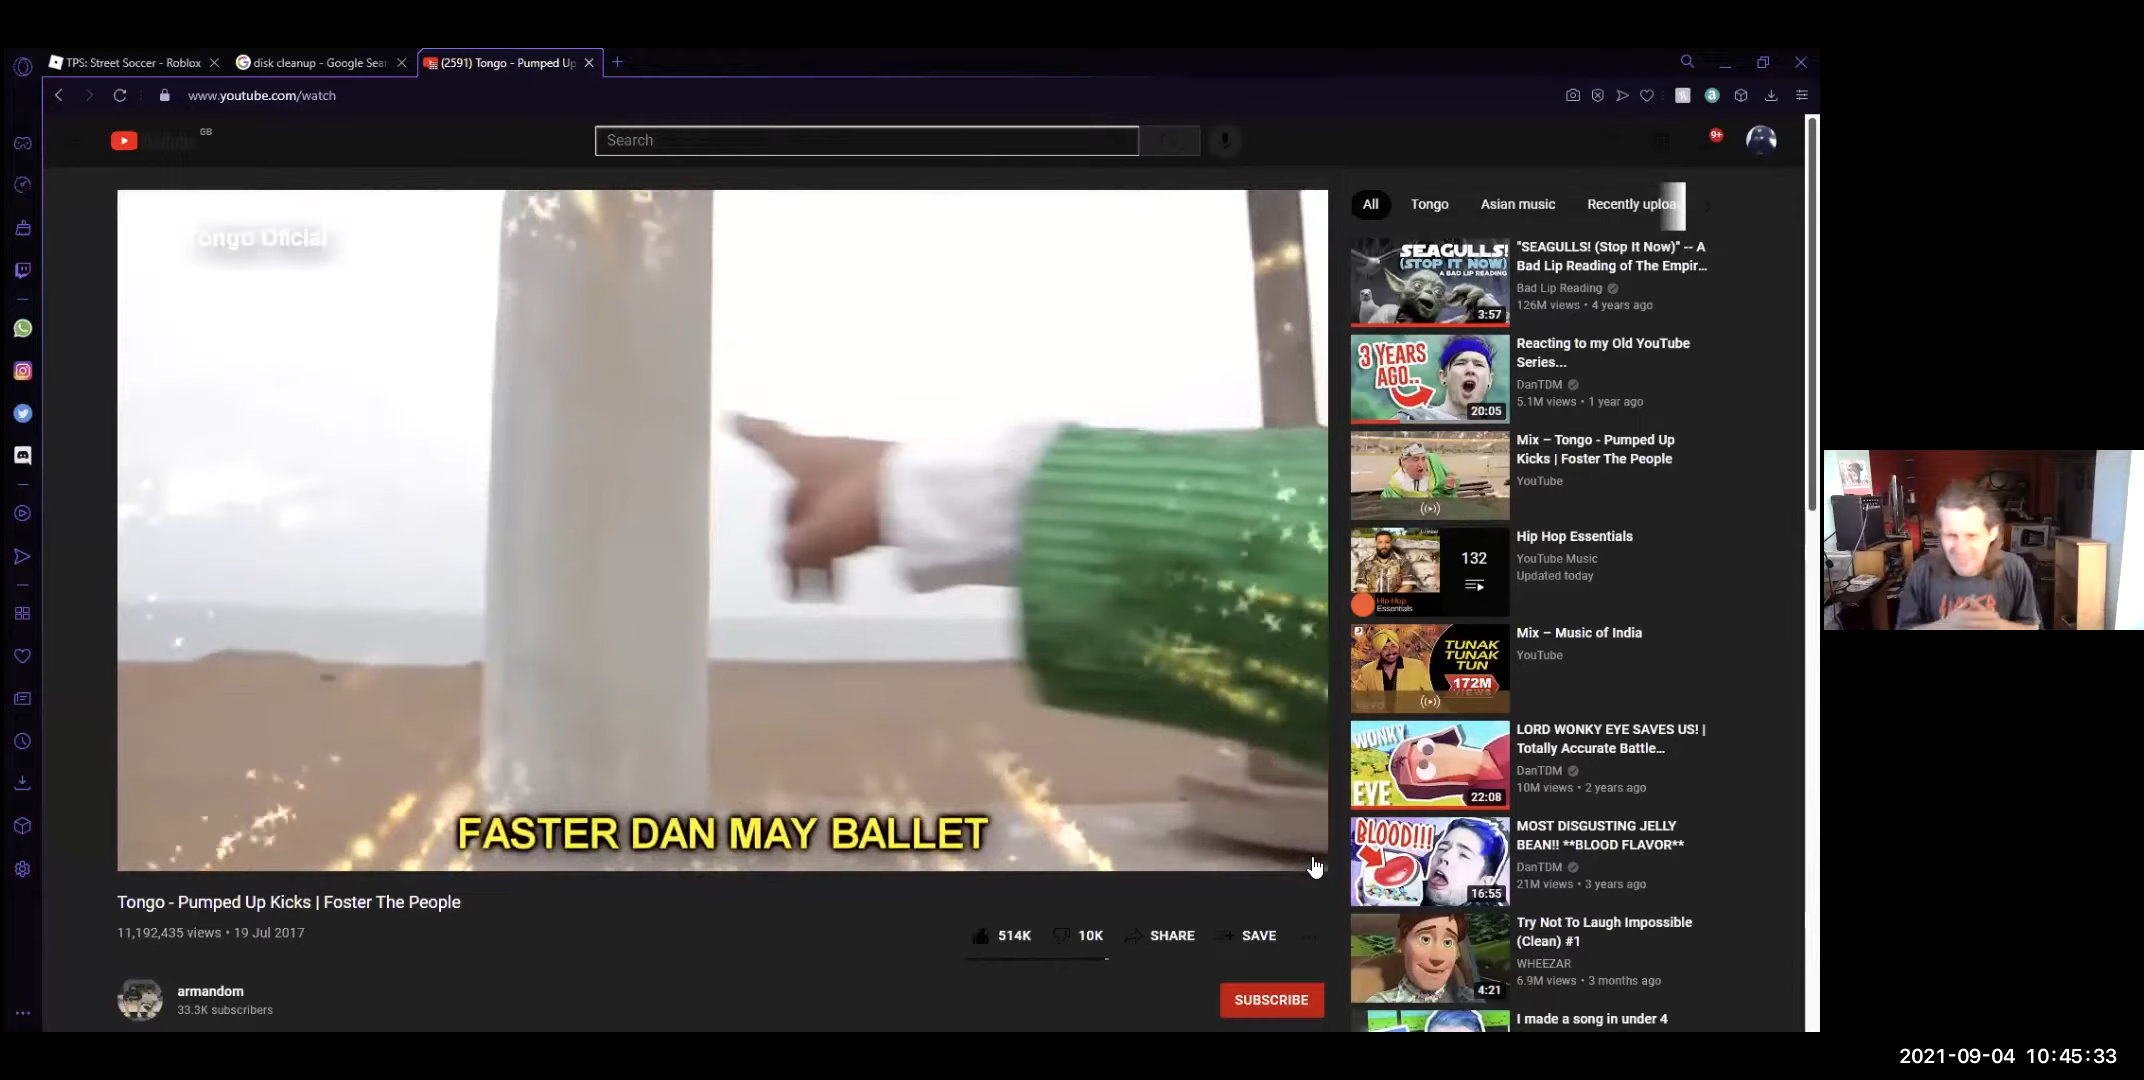 TPS: Street Soccer - Roblox
disk cleanup - Google Sear
(2591) Tongo - Pumped Up
www.youtube.com/watch
GB
Search
9+
ongo Oficial
FASTER DAN MAY BALLET
Tongo - Pumped Up Kicks | Foster The People
11,192,435 views • 19 Jul 2017
514K
10K
SHARE
SAVE
armandom
33.3K subscribers
SUBSCRIBE
All
Tongo
Asian music
Recently uploa
SEAGULLS!
(STOP IT NOW)
A BAD LIP READING
3:57
"SEAGULLS! (Stop It Now)" -- A
Bad Lip Reading of The Empir...
Bad Lip Reading
126M views • 4 years ago
3 YEARS
AGO..
20:05
Reacting to my Old YouTube
Series...
DanTDM
5.1M views • 1 year ago
Mix – Tongo - Pumped Up
Kicks | Foster The People
YouTube
Hip-Hop
Essentials
132
Hip Hop Essentials
YouTube Music
Updated today
TUNAK
TUNAK
TUN
172M
VIEWS
Mix – Music of India
YouTube
WONKY
EYE
22:08
LORD WONKY EYE SAVES US! |
Totally Accurate Battle...
DanTDM
10M views • 2 years ago
BLOOD!!!
16:55
MOST DISGUSTING JELLY
BEAN!! **BLOOD FLAVOR**
DanTDM
21M views • 3 years ago
4:21
Try Not To Laugh Impossible
(Clean) #1
WHEEZAR
6.9M views • 3 months ago
I made a song in under 4
SLAYER
2021-09-04 10:45:33